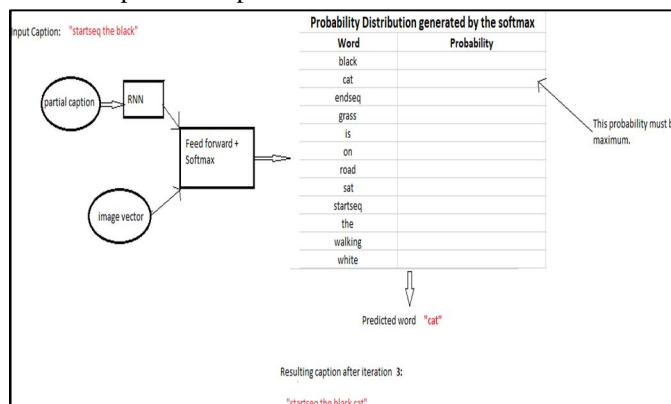 Input Caption: "startseq the black"
Probability Distribution generated by the softmax
Word Probability
black
cat
endseq
grass
is
on
road
sat
startseq
the
walking
white
partial caption
RNN
Feed forward +
Softmax
image vector
This probability must b
maximum.
Predicted word "cat"
Resulting caption after iteration 3:
"startseq the black cat"